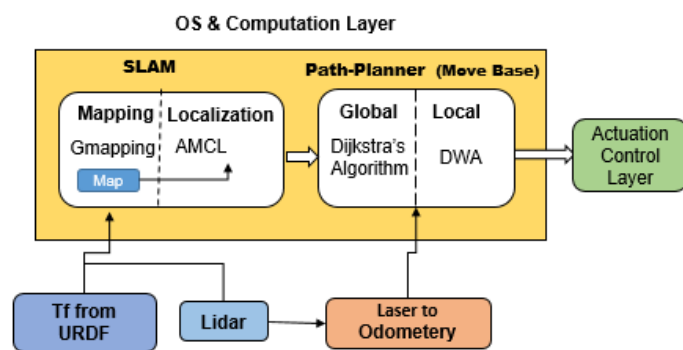 OS & Computation Layer
SLAM
Path-Planner (Move Base)
Mapping
Localization
Gmapping
AMCL
Map
Global
Local
Dijkstra's
Algorithm
DWA
Actuation
Control
Layer
Tf from
URDF
Lidar
Laser to
Odometery